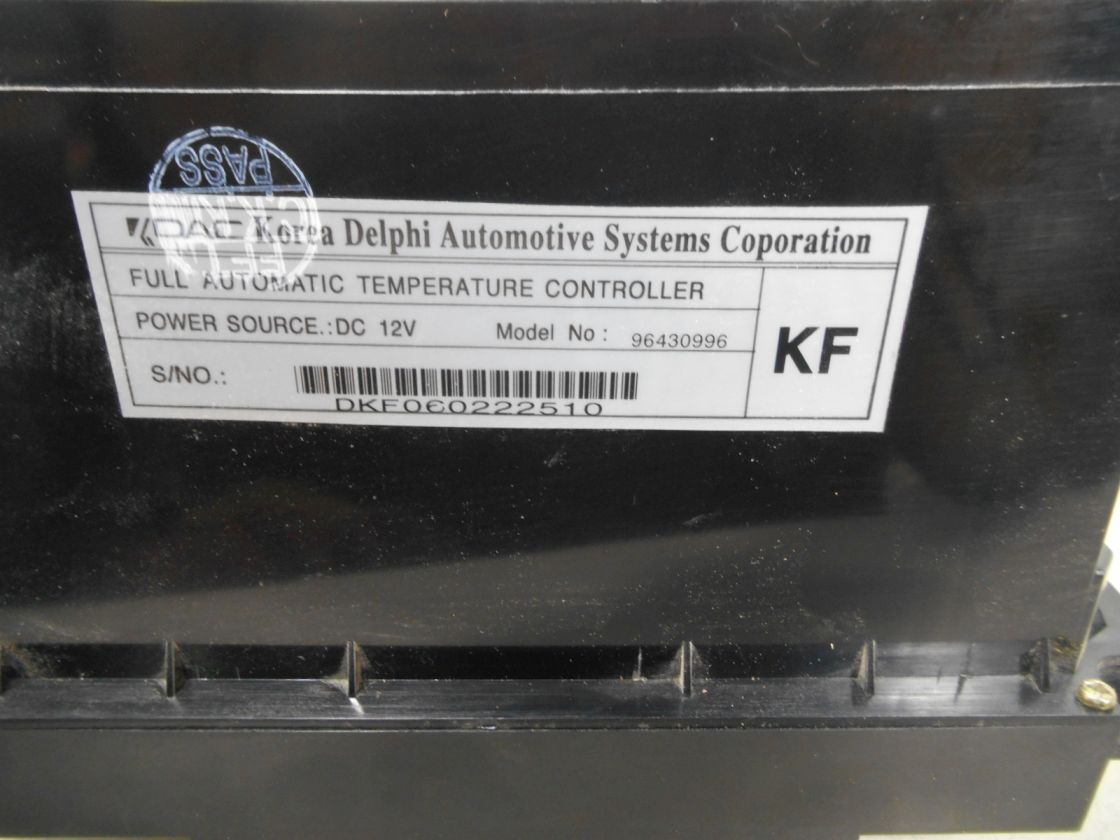 PASS
KDAC Korea Delphi Automotive Systems Coporation
FULL AUTOMATIC TEMPERATURE CONTROLLER
POWER SOURCE.:DC 12V Model No : 96430996
KF
S/NO.:
DKF060222510